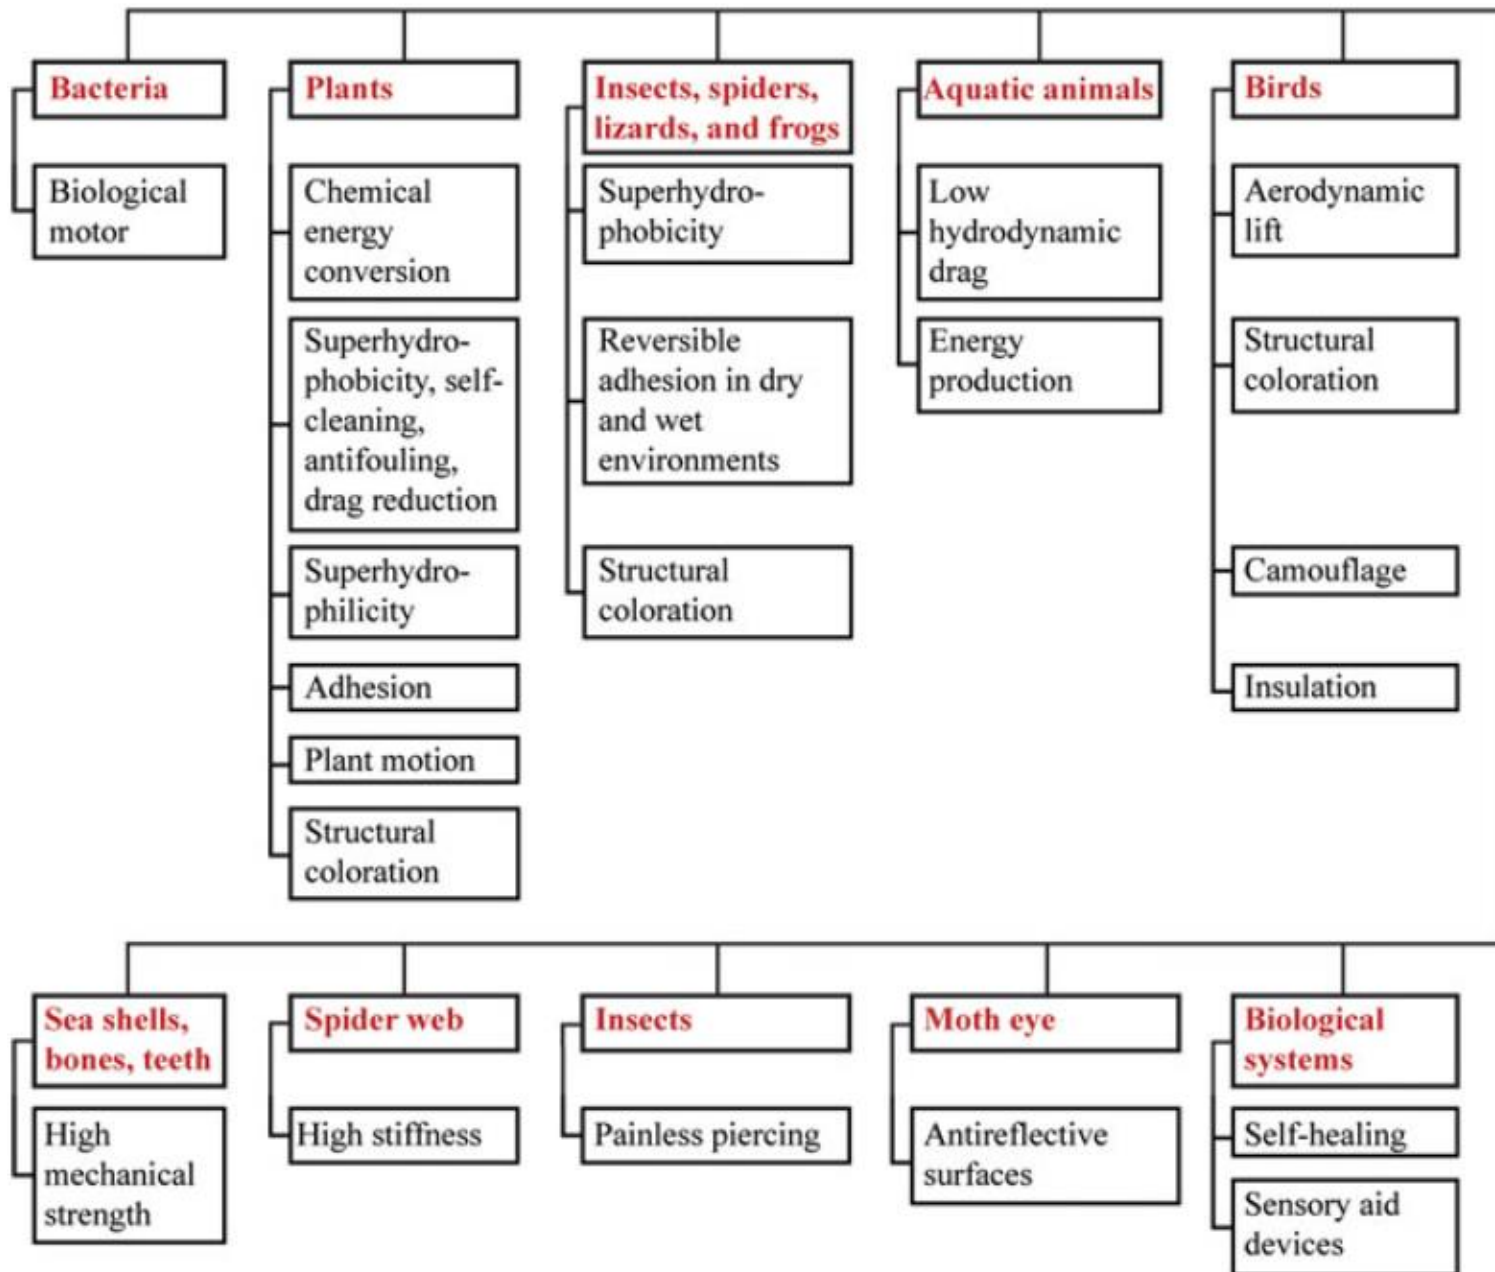 Bacteria
Biological
motor
Plants
Chemical
energy
conversion
Superhydro-
phobicity, self-
cleaning,
antifouling,
drag reduction
Superhydro-
philicity
Adhesion
Plant motion
Structural
coloration
Insects, spiders,
lizards, and frogs
Superhydro-
phobicity
Reversible
adhesion in dry
and wet
environments
Structural
coloration
Aquatic animals
Low
hydrodynamic
drag
Energy
production
Birds
Aerodynamic
lift
Structural
coloration
Camouflage
Insulation
Sea shells,
bones, teeth
High
mechanical
strength
Spider web
High stiffness
Insects
Painless piercing
Moth eye
Antireflective
surfaces
Biological
systems
Self-healing
Sensory aid
devices